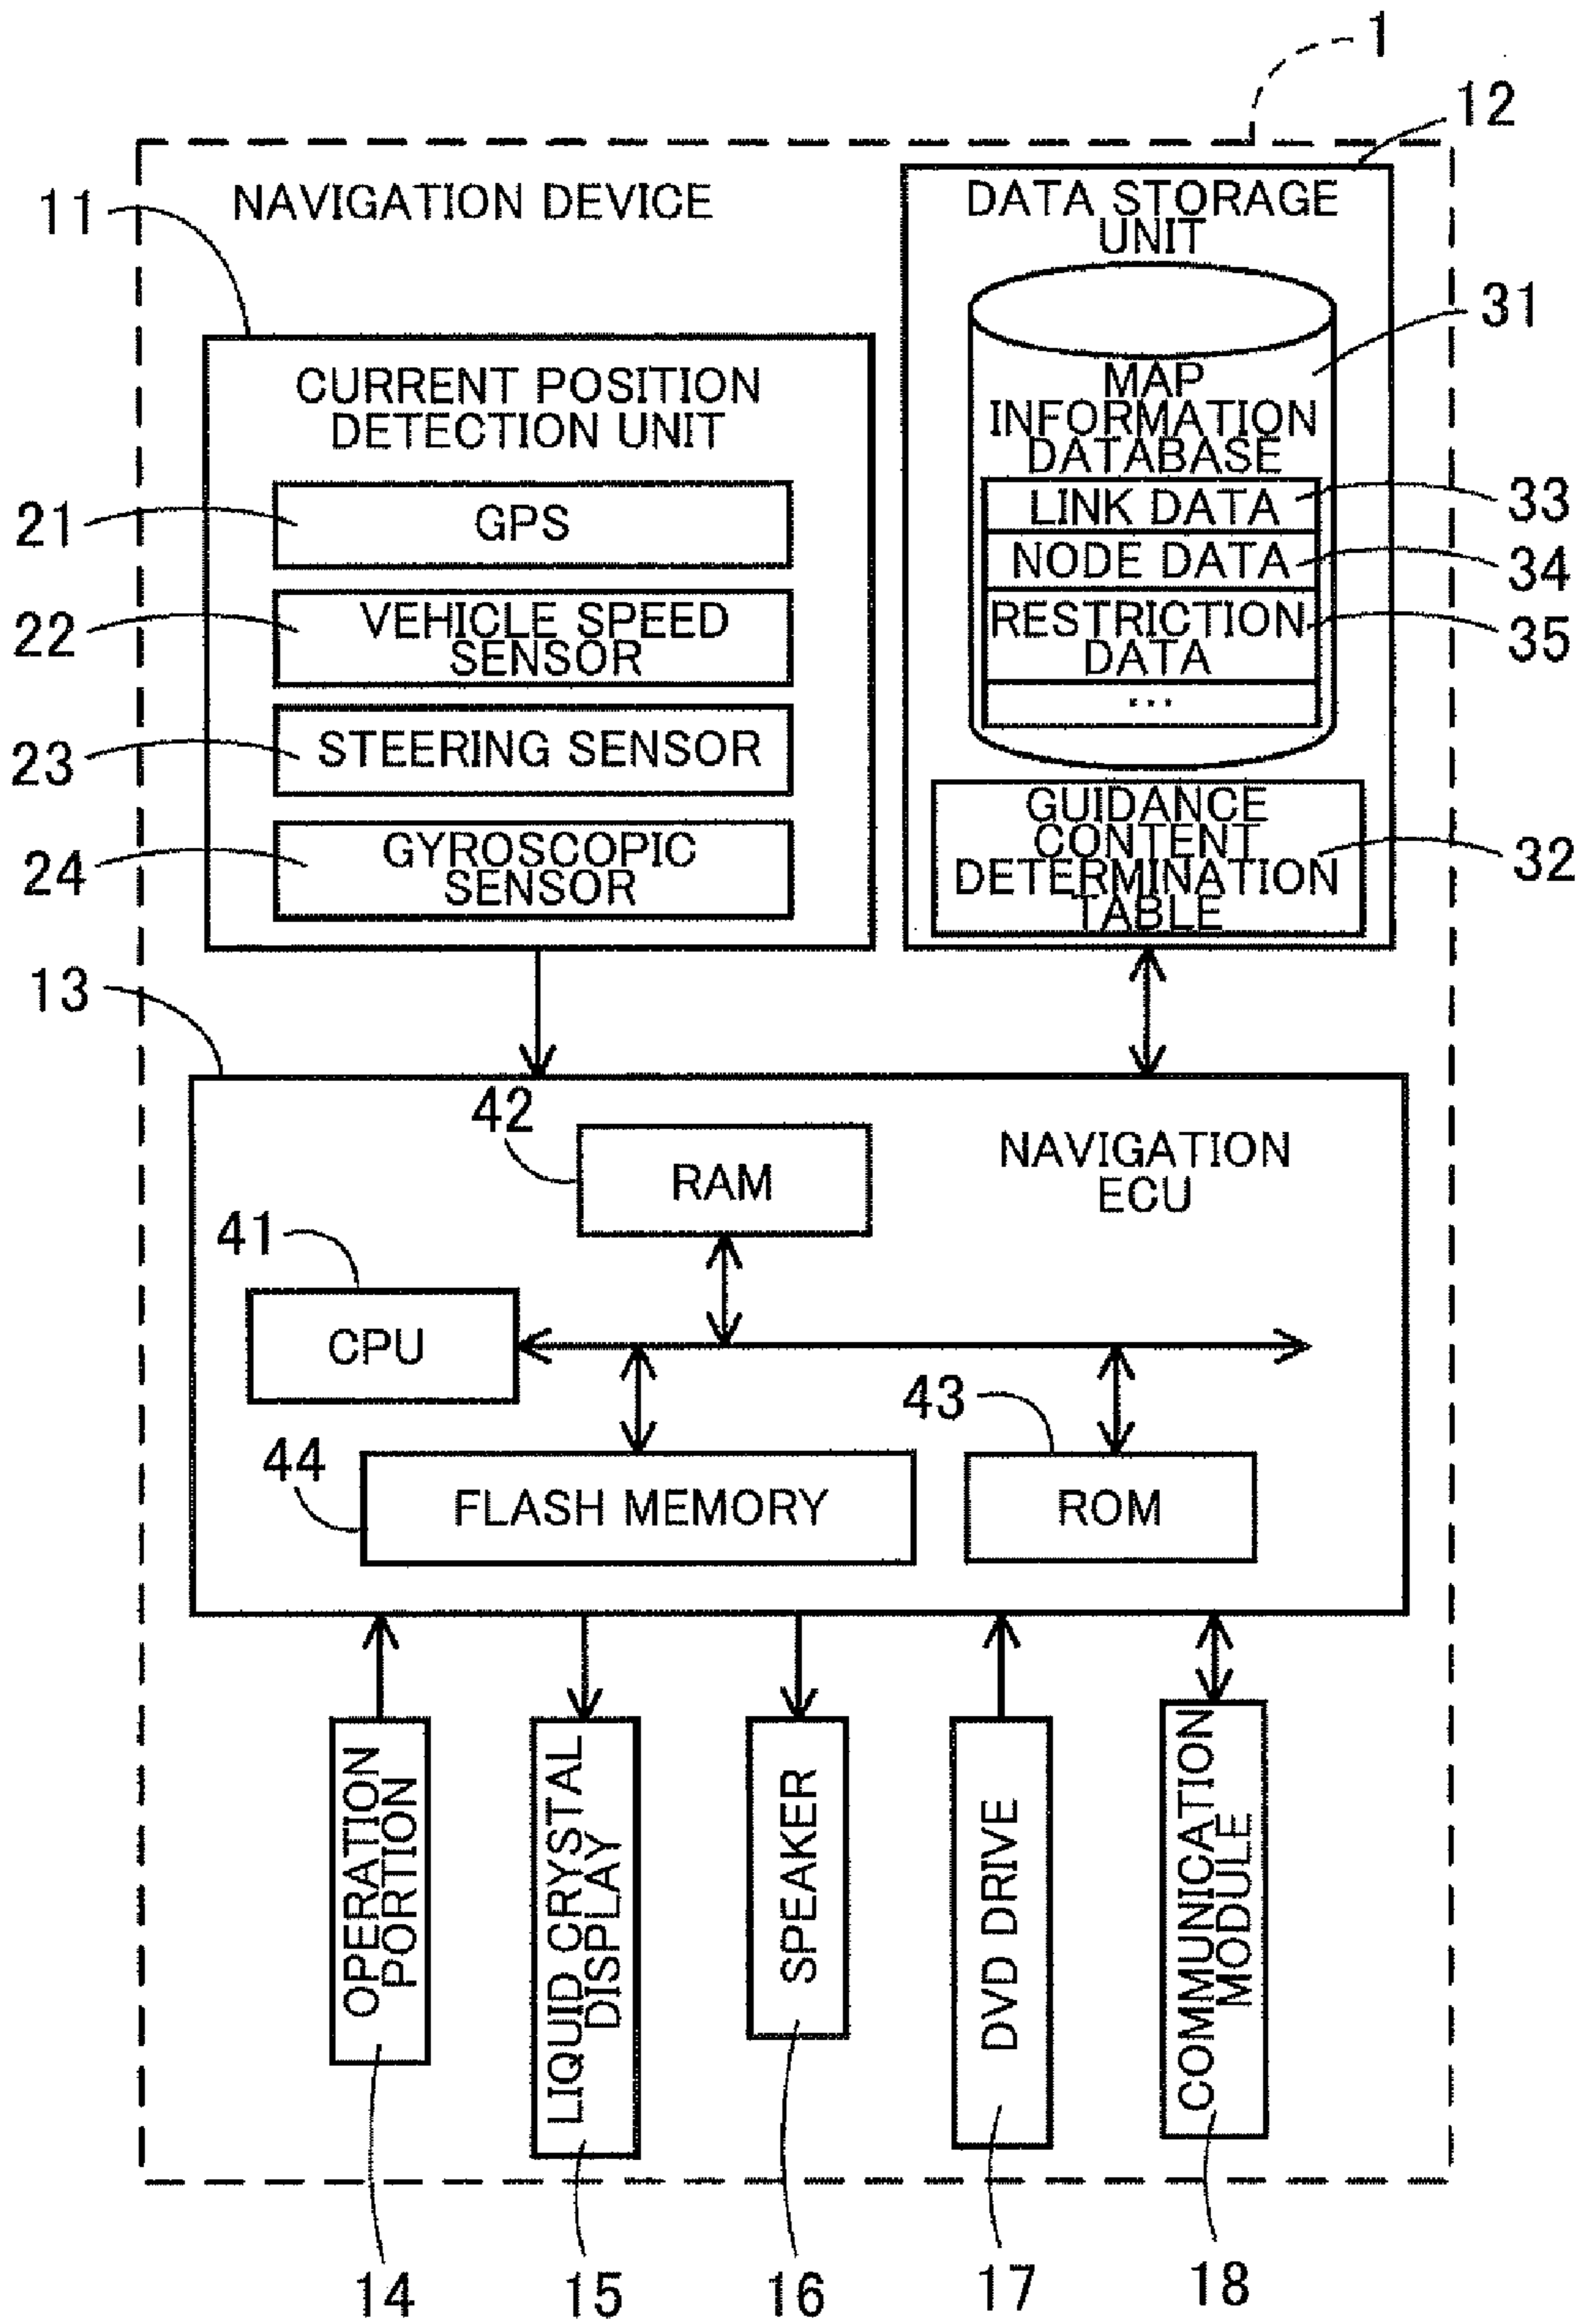 1
12
NAVIGATION DEVICE
11
DATA STORAGE
UNIT
31
MAP
INFORMATION
DATABASE
LINK DATA
33
NODE DATA
34
RESTRICTION
DATA
35
...
GUIDANCE
CONTENT
DETERMINATION
TABLE
32
CURRENT POSITION
DETECTION UNIT
21
GPS
22
VEHICLE SPEED
SENSOR
23
STEERING SENSOR
24
GYROSCOPIC
SENSOR
13
42
RAM
NAVIGATION
ECU
41
CPU
43
44
FLASH MEMORY
ROM
OPERATION
PORTION
LIQUID CRYSTAL
DISPLAY
SPEAKER
DVD DRIVE
COMMUNICATION
MODULE
14
15
16
17
18